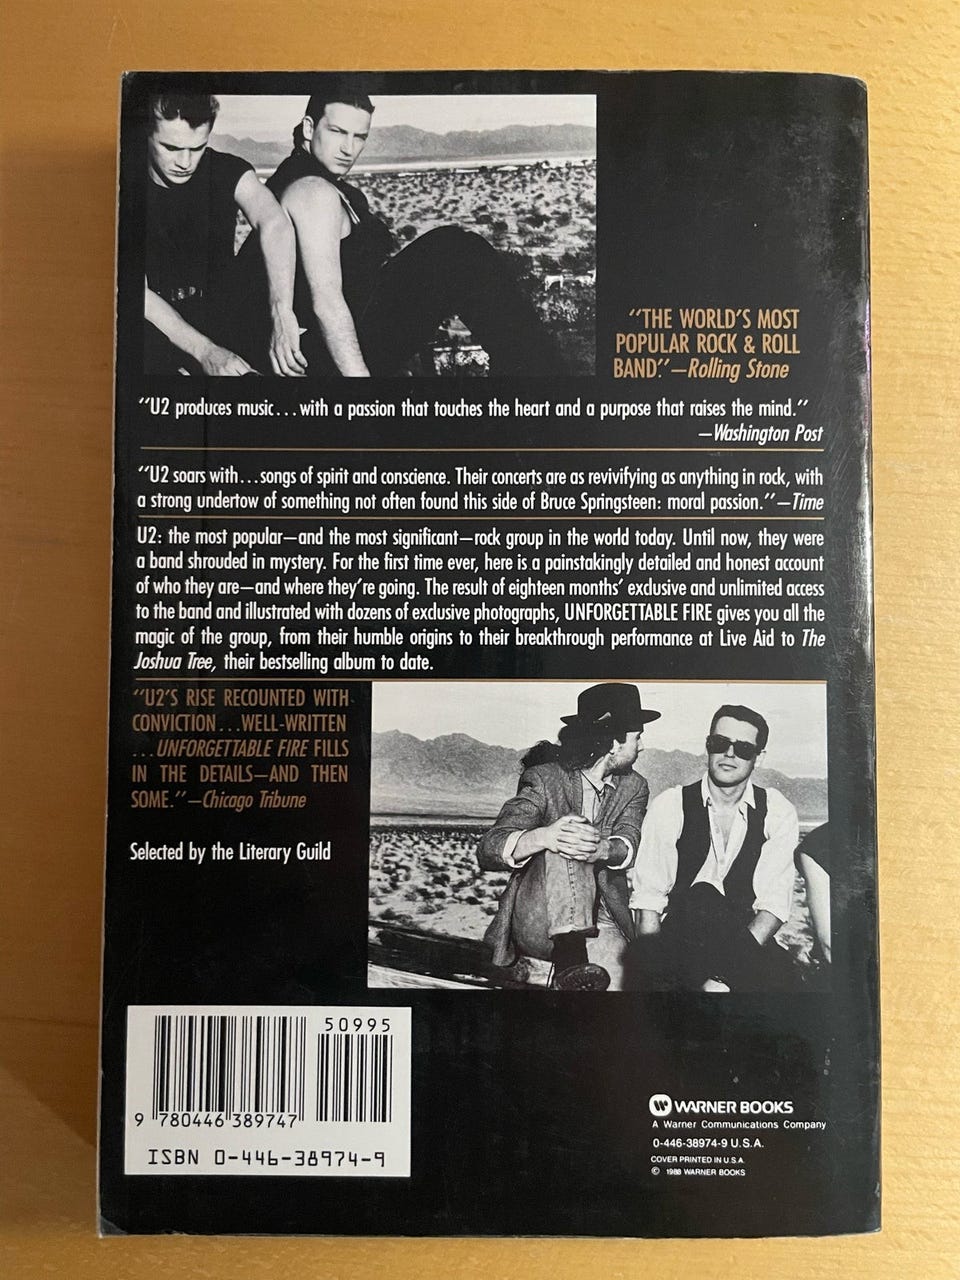 “THE WORLD'S MOST
POPULAR ROCK & ROLL
BAND.”—Rolling Stone
“U2 produces music...with a passion that touches the heart and a purpose that raises the mind.”
—Washington Post
“U2 soars with...songs of spirit and conscience. Their concerts are as revivifying as anything in rock, with
a strong undertow of something not often found this side of Bruce Springsteen: moral passion.”—Time
U2: the most popular—and the most significant—rock group in the world today. Until now, they were
a band shrouded in mystery. For the first time ever, here is a painstakingly detailed and honest account
of who they are—and where they're going. The result of eighteen months' exclusive and unlimited access
to the band and illustrated with dozens of exclusive photographs, UNFORGETTABLE FIRE gives you all the
magic of the group, from their humble origins to their breakthrough performance at Live Aid to The
Joshua Tree, their bestselling album to date.
“U2'S RISE RECOUNTED WITH
CONVICTION...WELL-WRITTEN
...UNFORGETTABLE FIRE FILLS
IN THE DETAILS—AND THEN
SOME.”—Chicago Tribune
Selected by the Literary Guild
50995
9 780446 389747
ISBN 0-446-38974-9
WARNER BOOKS
A Warner Communications Company
0-446-38974-9 U.S.A.
COVER PRINTED IN U.S.A.
© 1988 WARNER BOOKS